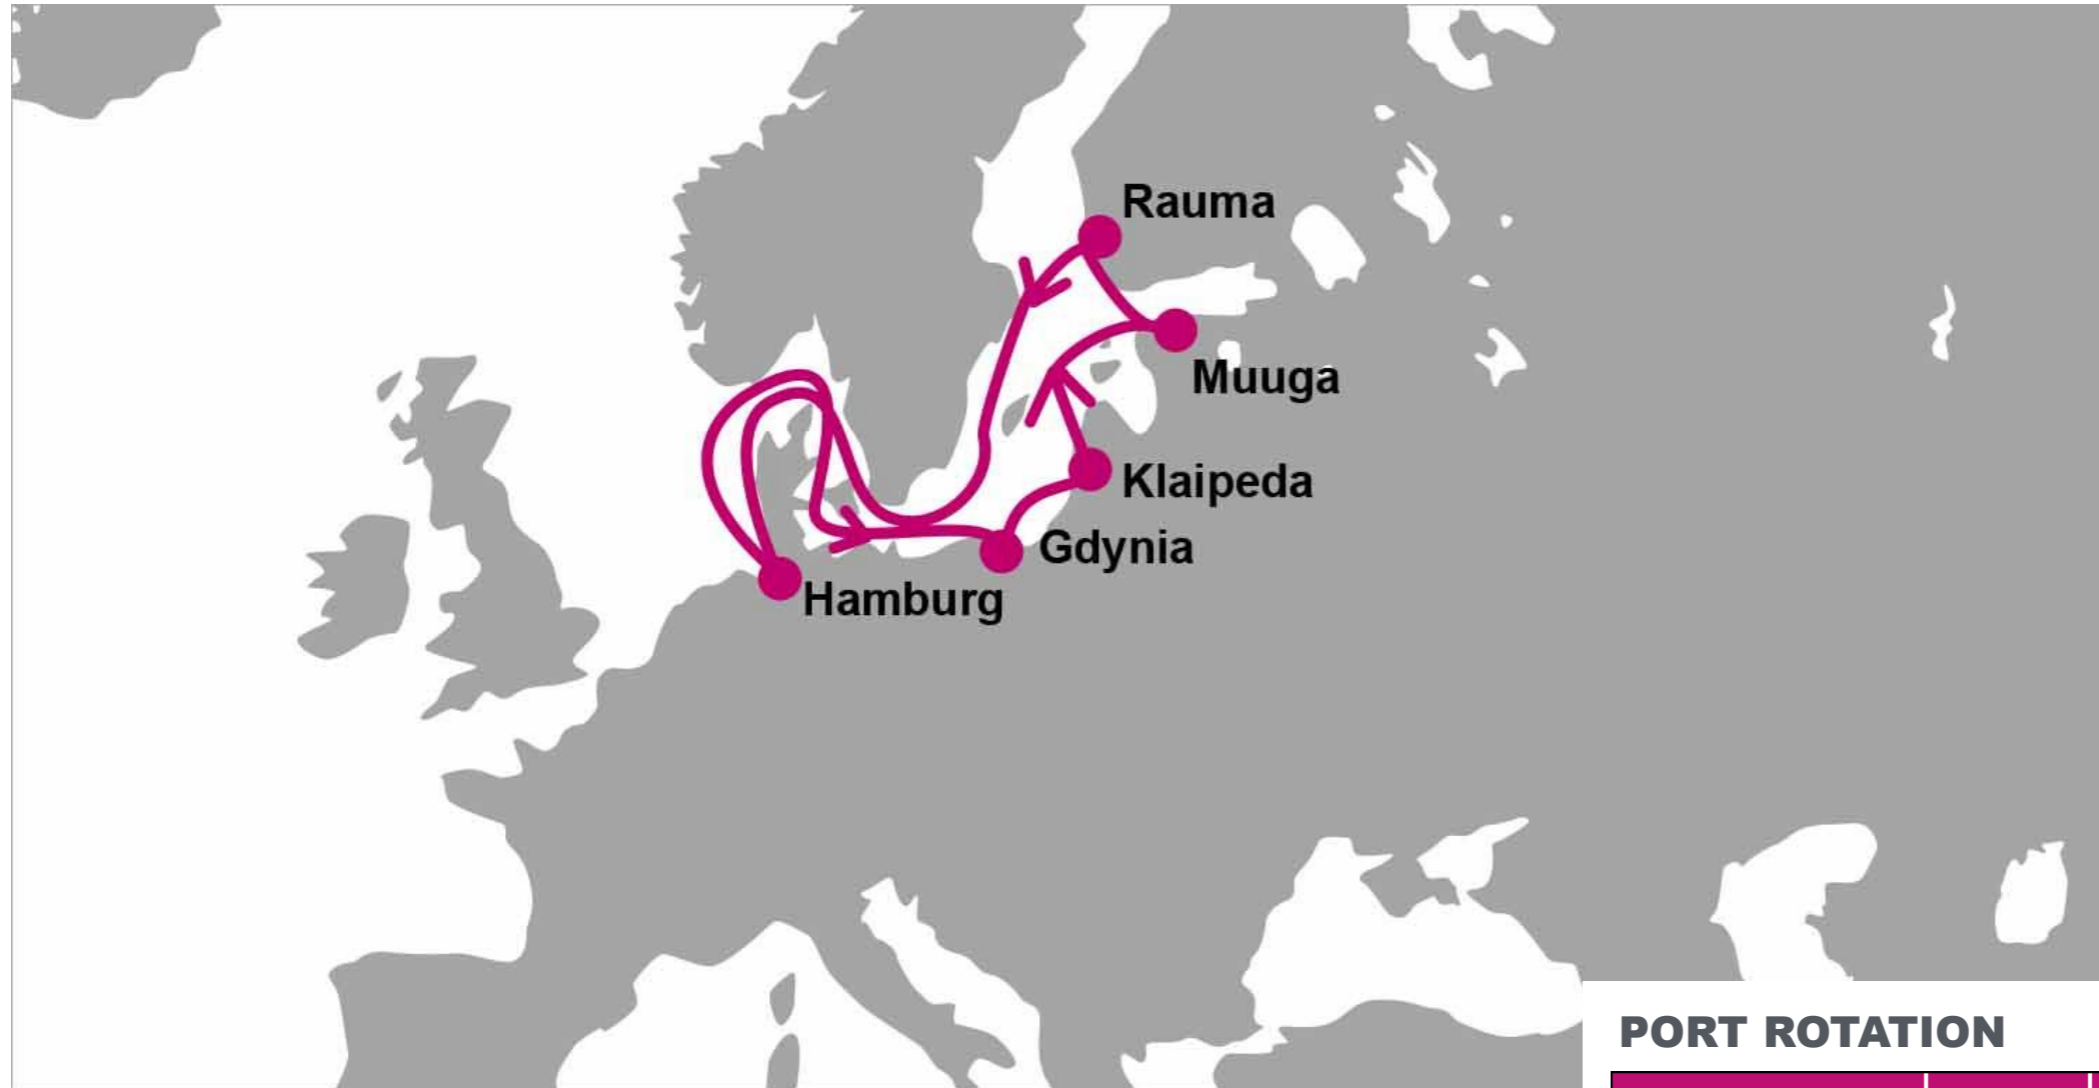 Rauma
Muuga
Klaipeda
Gdynia
Hamburg
PORT ROTATION